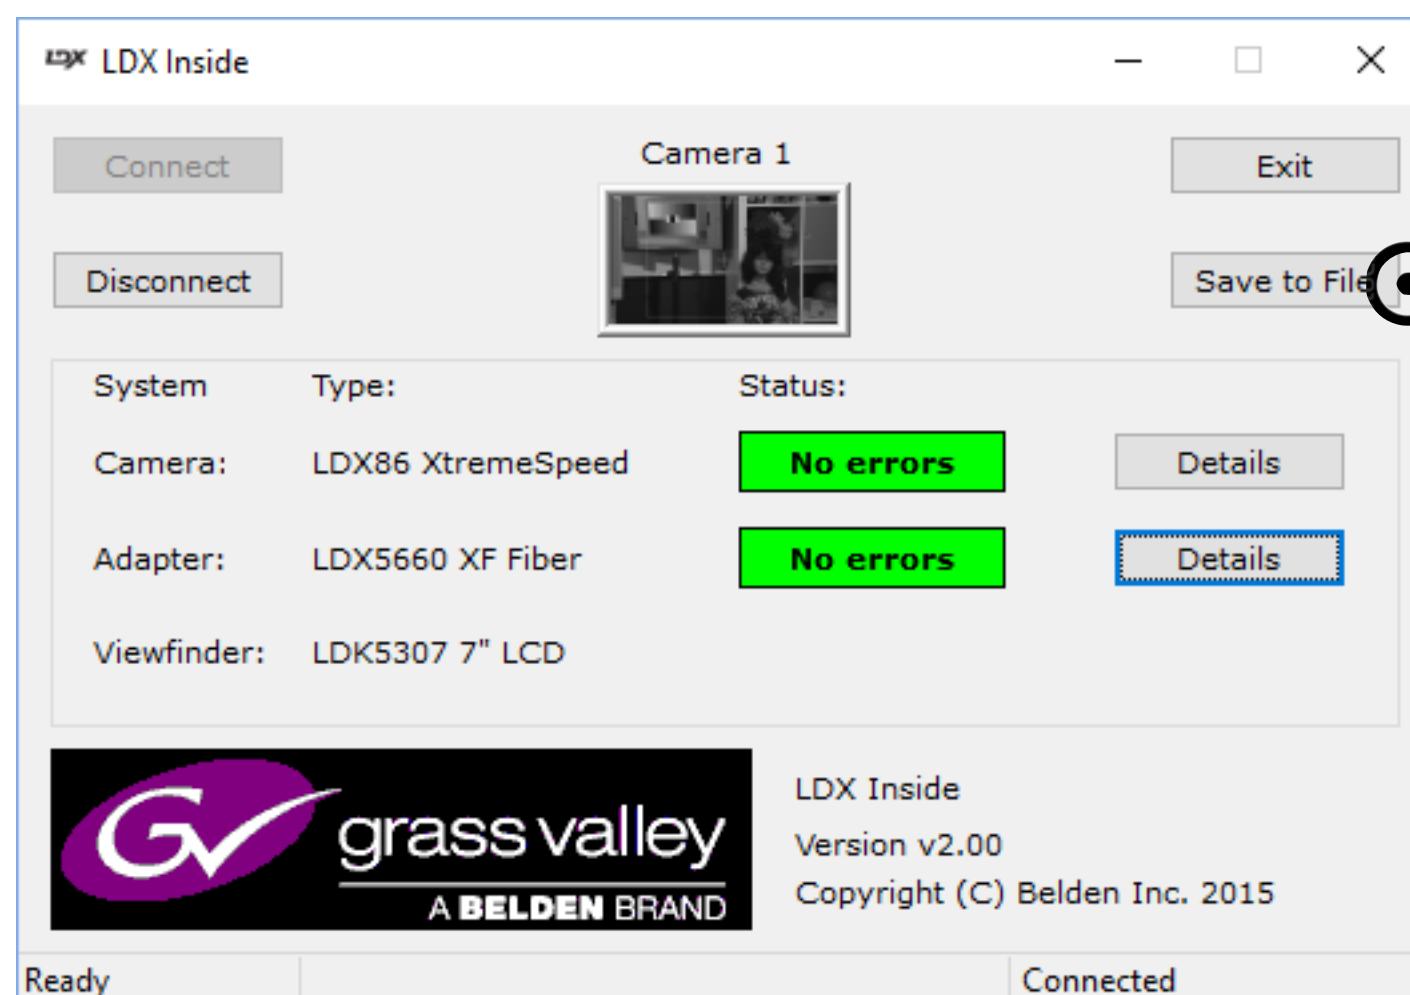 LDX LDX Inside
Connect
Camera 1
Exit
Disconnect
Save to File
System Type: Status:
Camera: LDX86 XtremeSpeed No errors Details
Adapter: LDX5660 XF Fiber No errors Details
Viewfinder: LDK5307 7" LCD
GV grass valley
A BELDEN BRAND
LDX Inside
Version v2.00
Copyright (C) Belden Inc. 2015
Ready Connected